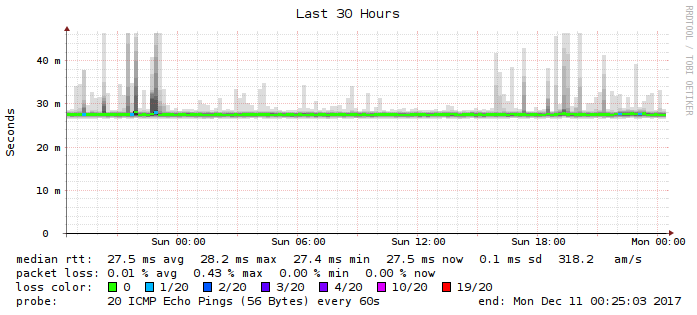 Last 30 Hours
RRDTOOL / TOBI OETIKER
Seconds
40 m
30 m
20 m
10 m
0
Sun 00:00 Sun 06:00 Sun 12:00 Sun 18:00 Mon 00:00
median rtt: 27.5 ms avg 28.2 ms max 27.4 ms min 27.5 ms now 0.1 ms sd 318.2 am/s
packet loss: 0.01 % avg 0.43 % max 0.00 % min 0.00 % now
loss color: 0 1/20 2/20 3/20 4/20 10/20 19/20
probe: 20 ICMP Echo Pings (56 Bytes) every 60s end: Mon Dec 11 00:25:03 2017